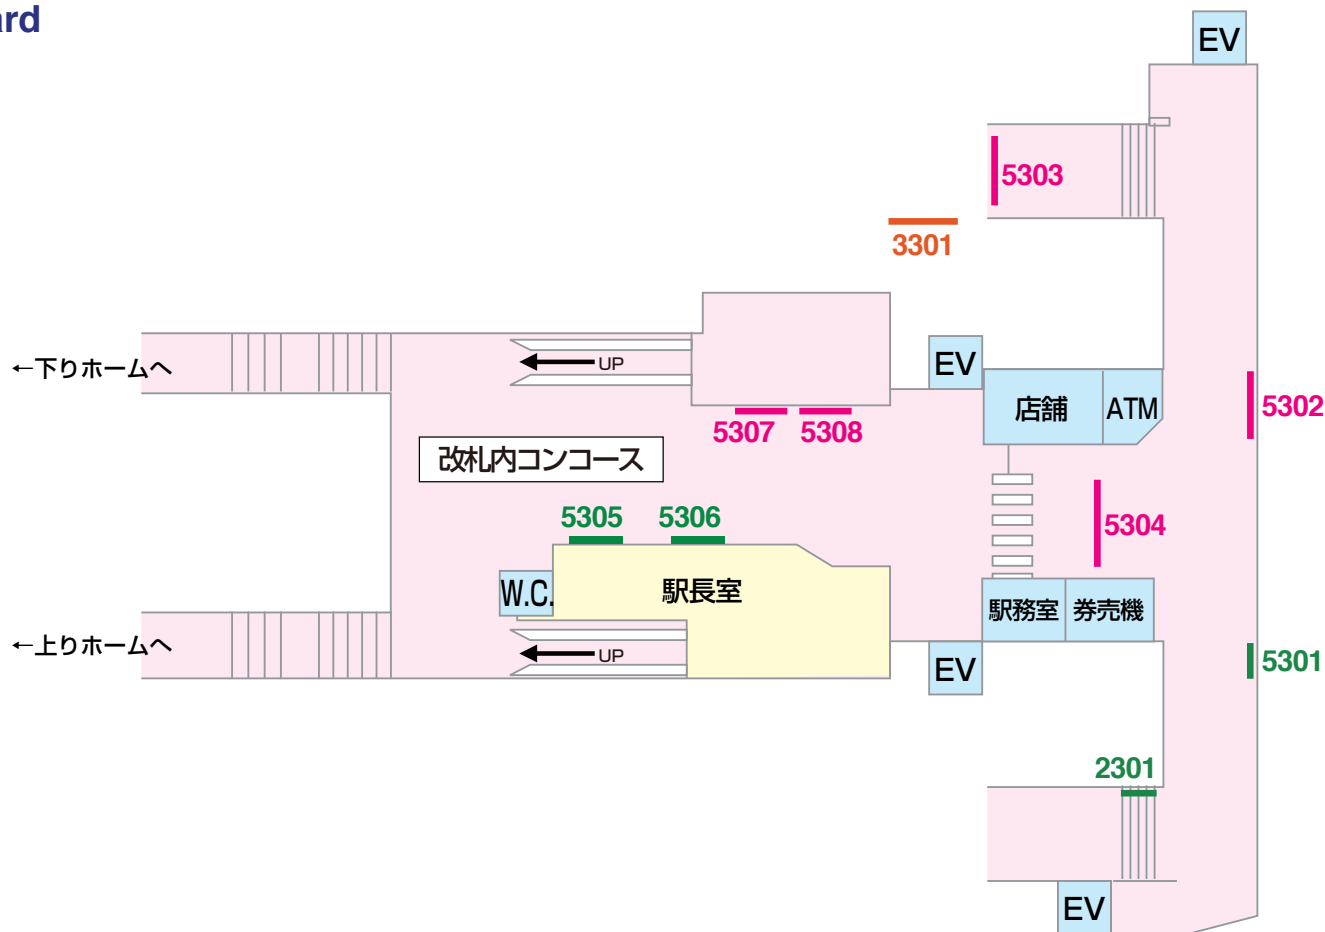 ard
EV
5303
3301
←下りホームへ
UP
EV
店舗
ATM
5302
5307
5308
改札内コンコース
5305
5306
5304
W.C.
駅長室
駅務室
券売機
←上りホームへ
UP
EV
5301
2301
EV